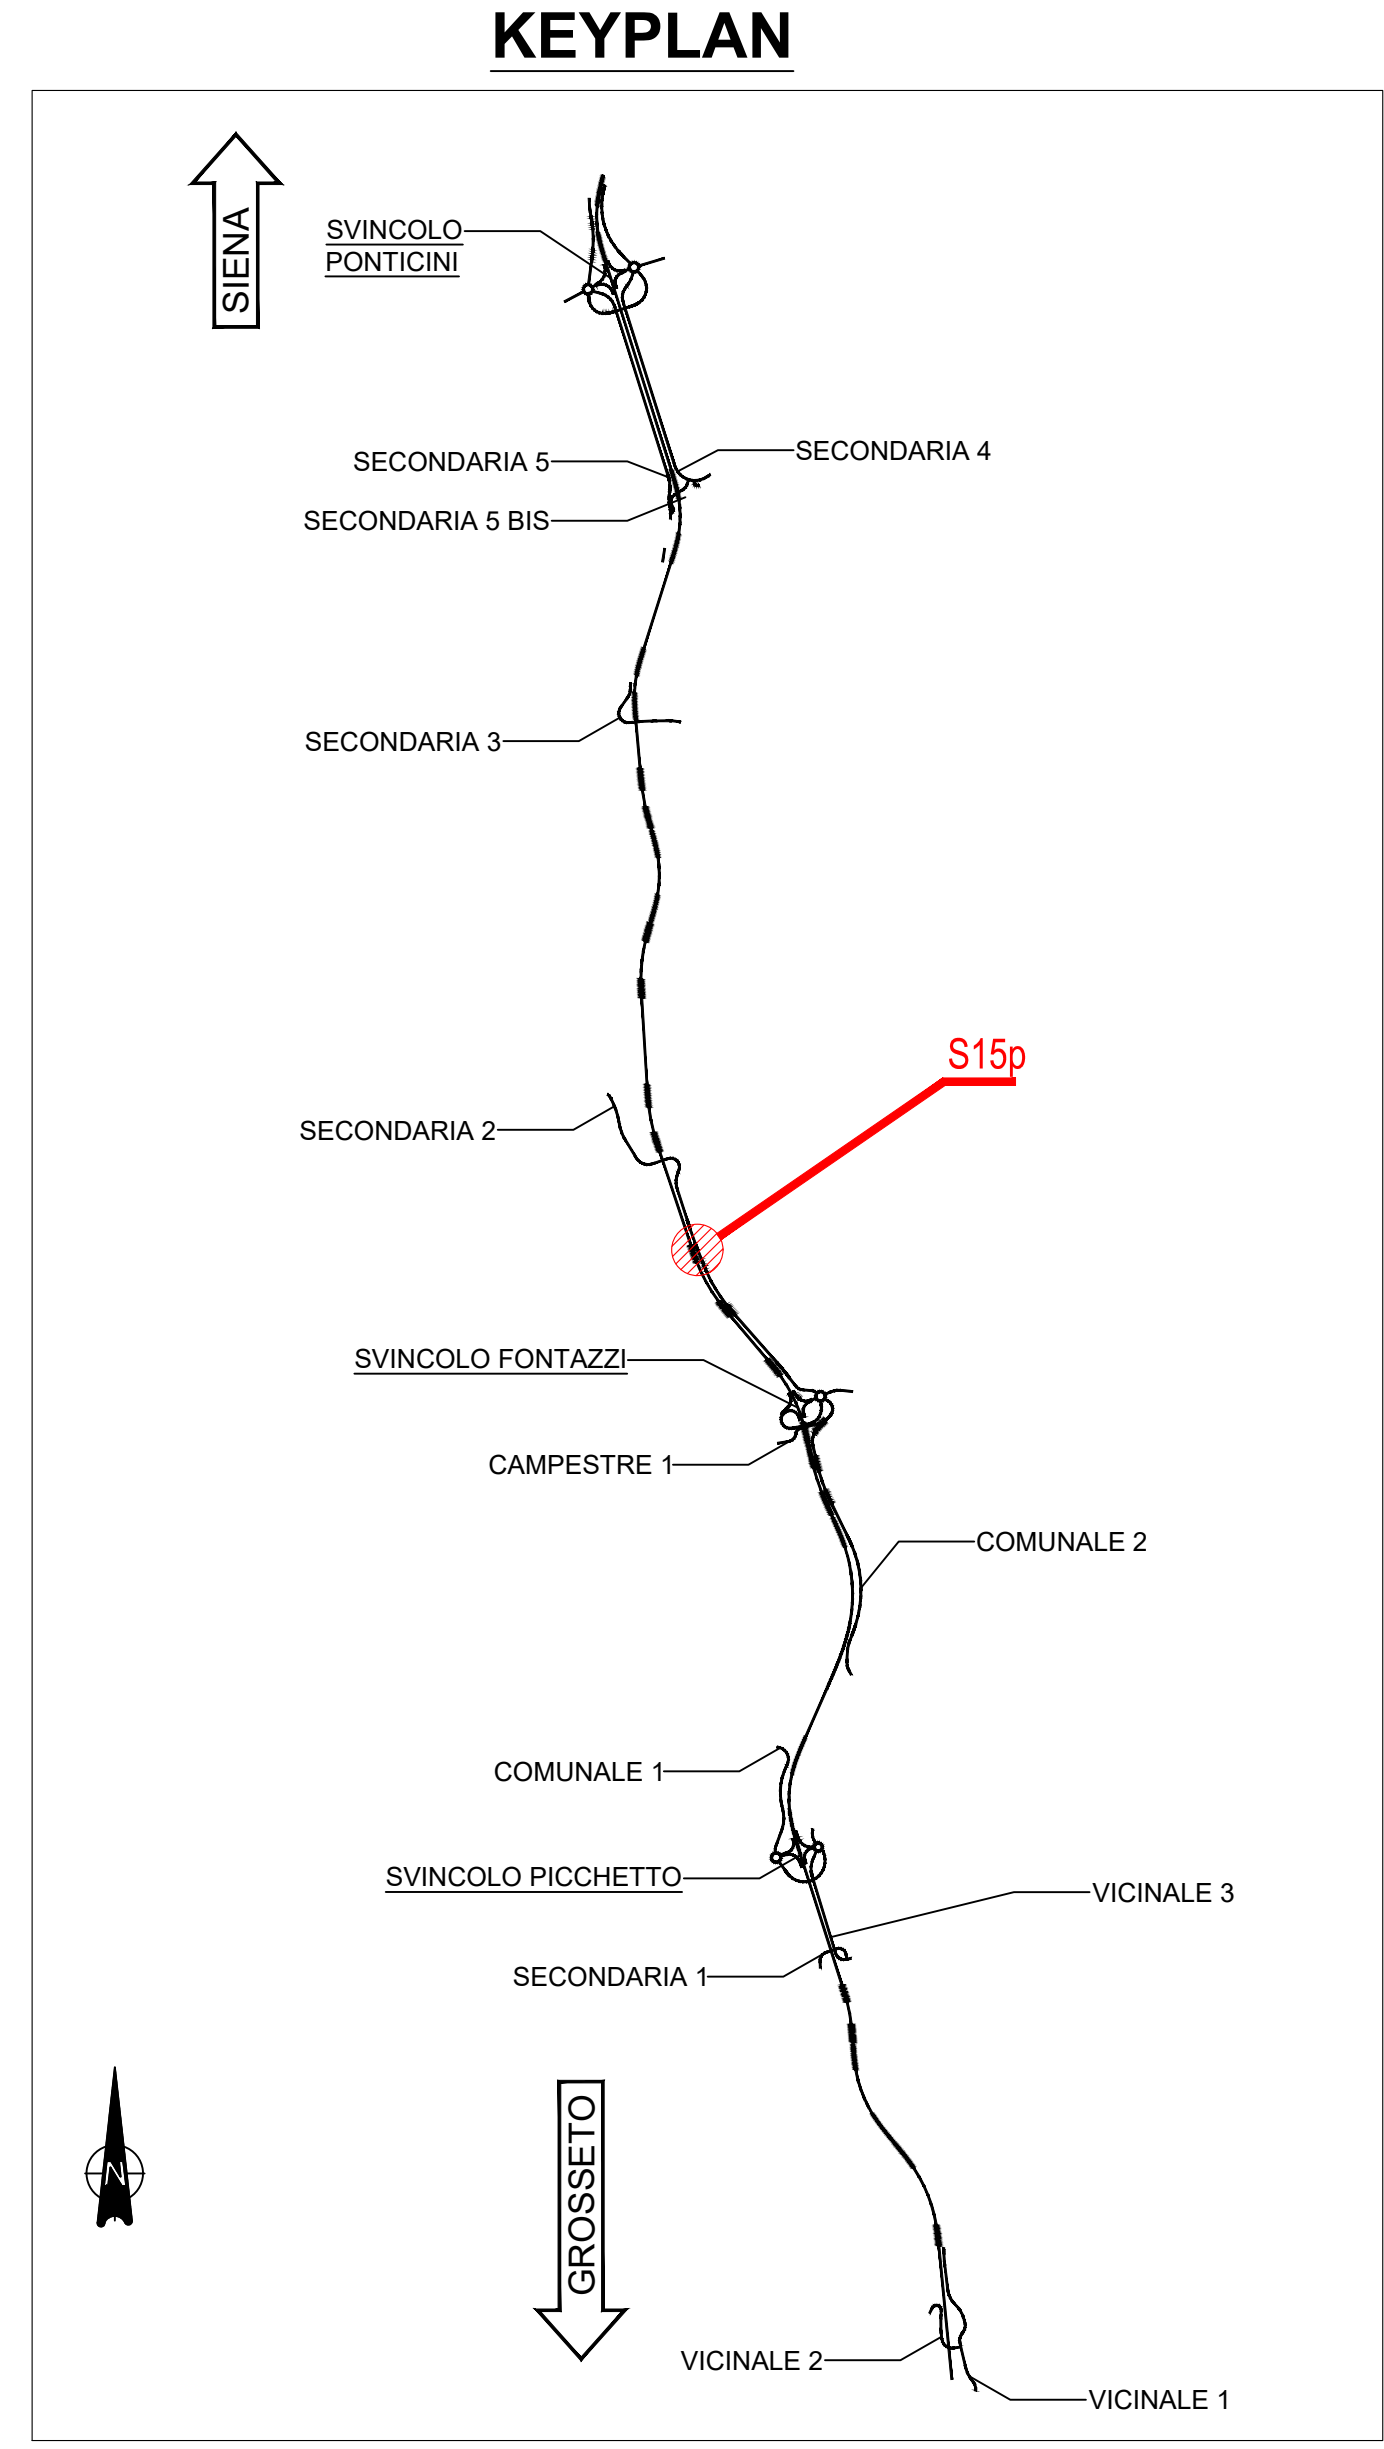 KEYPLAN
SIENA
SVINCOLO
PONTICINI
SECONDARIA 4
SECONDARIA 5
SECONDARIA 5 BIS
SECONDARIA 3
S15p
SECONDARIA 2
SVINCOLO FONTAZZI
CAMPESTRE 1
COMUNALE 2
COMUNALE 1
SVINCOLO PICCHETTO
VICINALE 3
SECONDARIA 1
GROSSETO
N
VICINALE 2
VICINALE 1